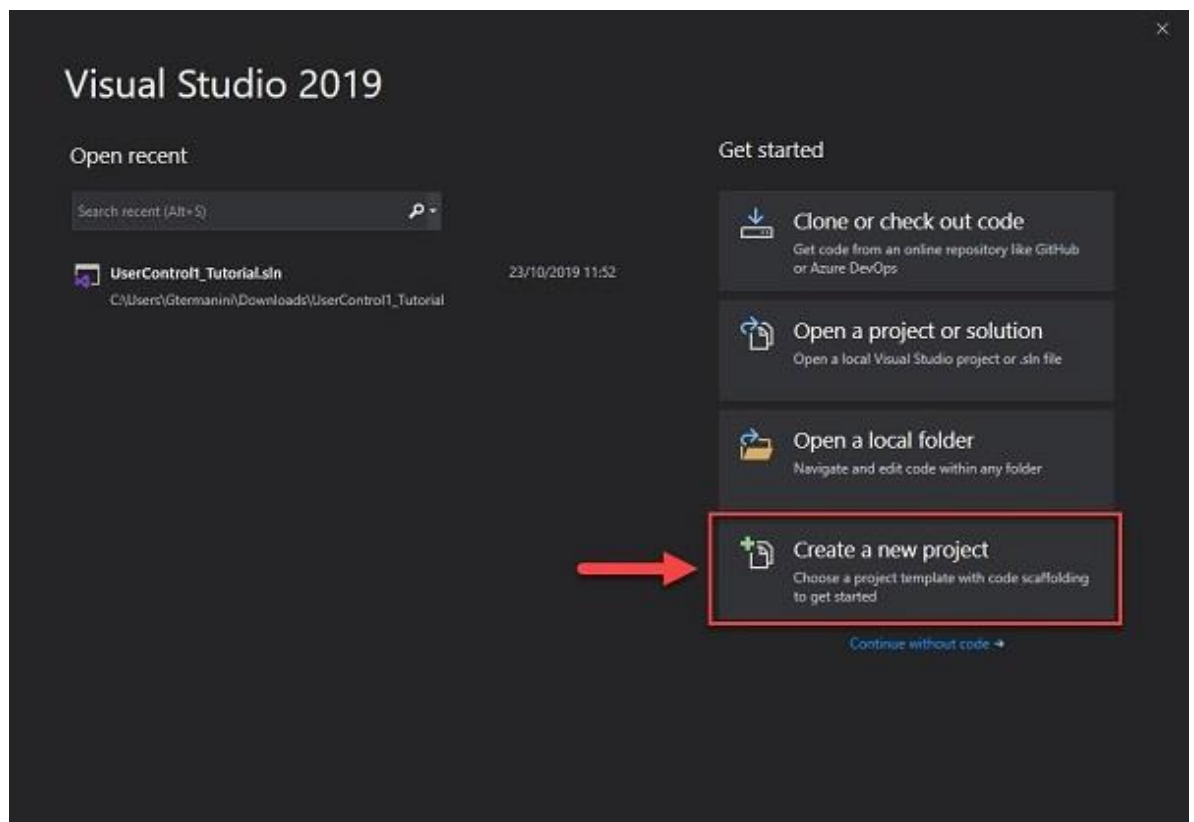 Visual Studio 2019
Open recent
Search recent (Alt+S)
UserControl1_Tutorial.sln
23/10/2019 11:52
C:\Users\Gtermanini\Downloads\UserControl1_Tutorial
Get started
Clone or check out code
Get code from an online repository like GitHub
or Azure DevOps
Open a project or solution
Open a local Visual Studio project or .sln file
Open a local folder
Navigate and edit code within any folder
Create a new project
Choose a project template with code scaffolding
to get started
Continue without code →